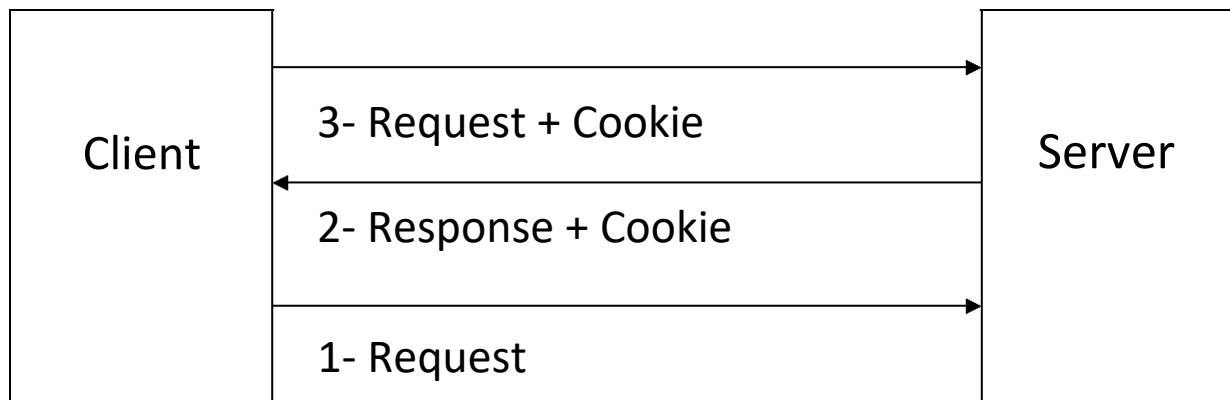 Client
3- Request + Cookie
Server
2- Response + Cookie
1- Request